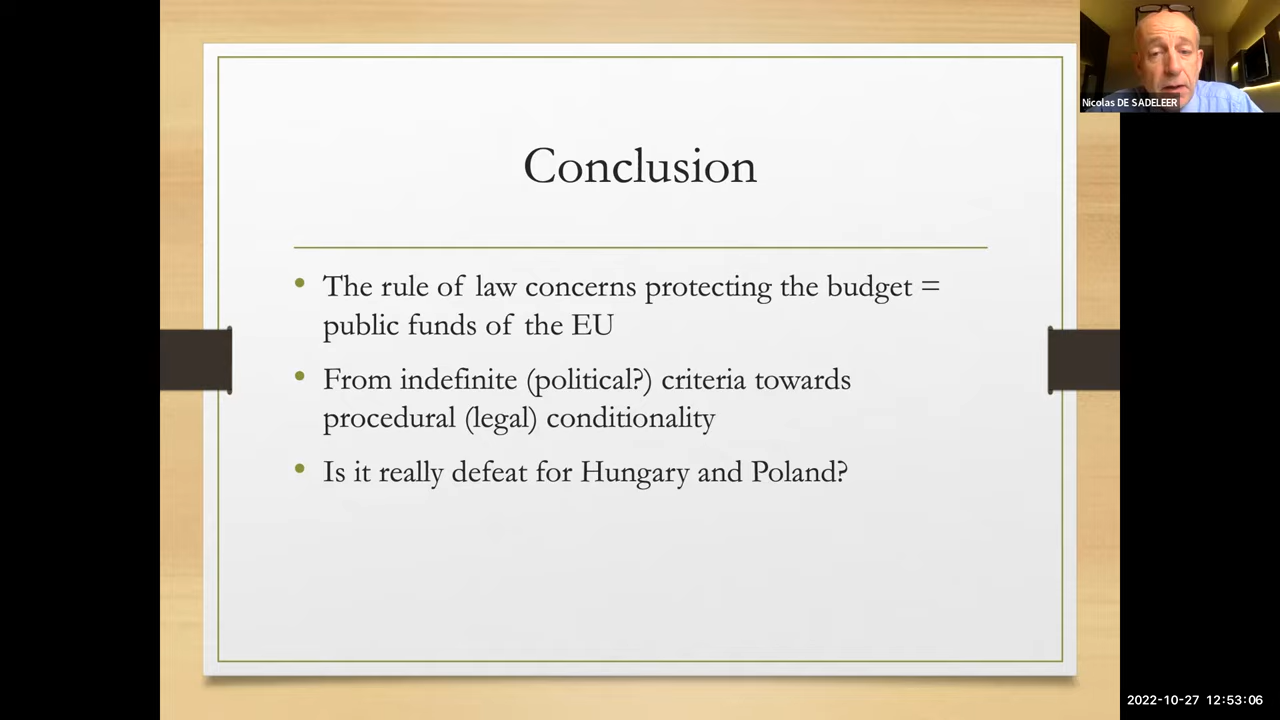 Nicolas DE SADELEER
Conclusion
• The rule of law concerns protecting the budget =
public funds of the EU
• From indefinite (political?) criteria towards
procedural (legal) conditionality
• Is it really defeat for Hungary and Poland?
2022-10-27 12:53:06